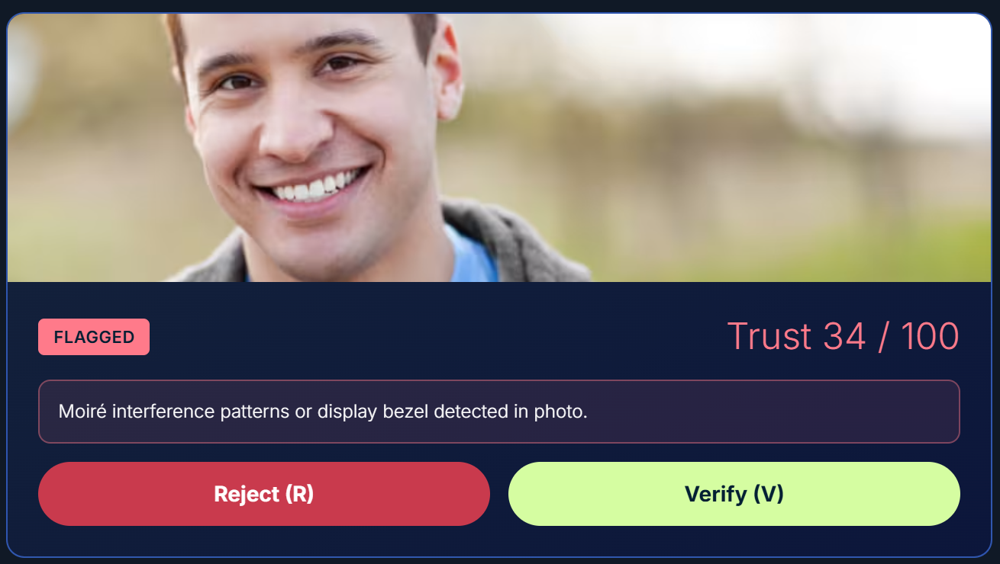 FLAGGED
Trust 34 / 100
Moiré interference patterns or display bezel detected in photo.
Reject (R)
Verify (V)